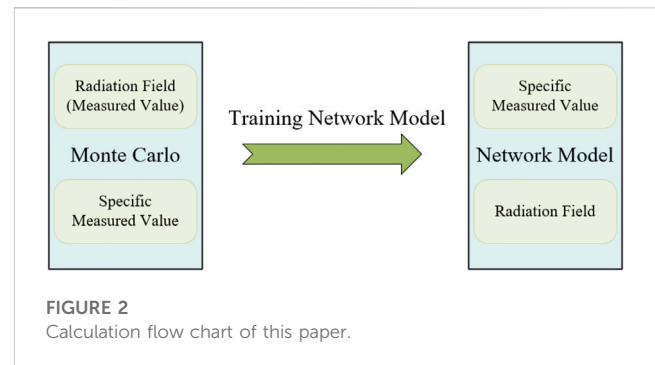 Radiation Field
(Measured Value)
Monte Carlo
Specific
Measured Value
Training Network Model
Specific
Measured Value
Network Model
Radiation Field
FIGURE 2
Calculation flow chart of this paper.